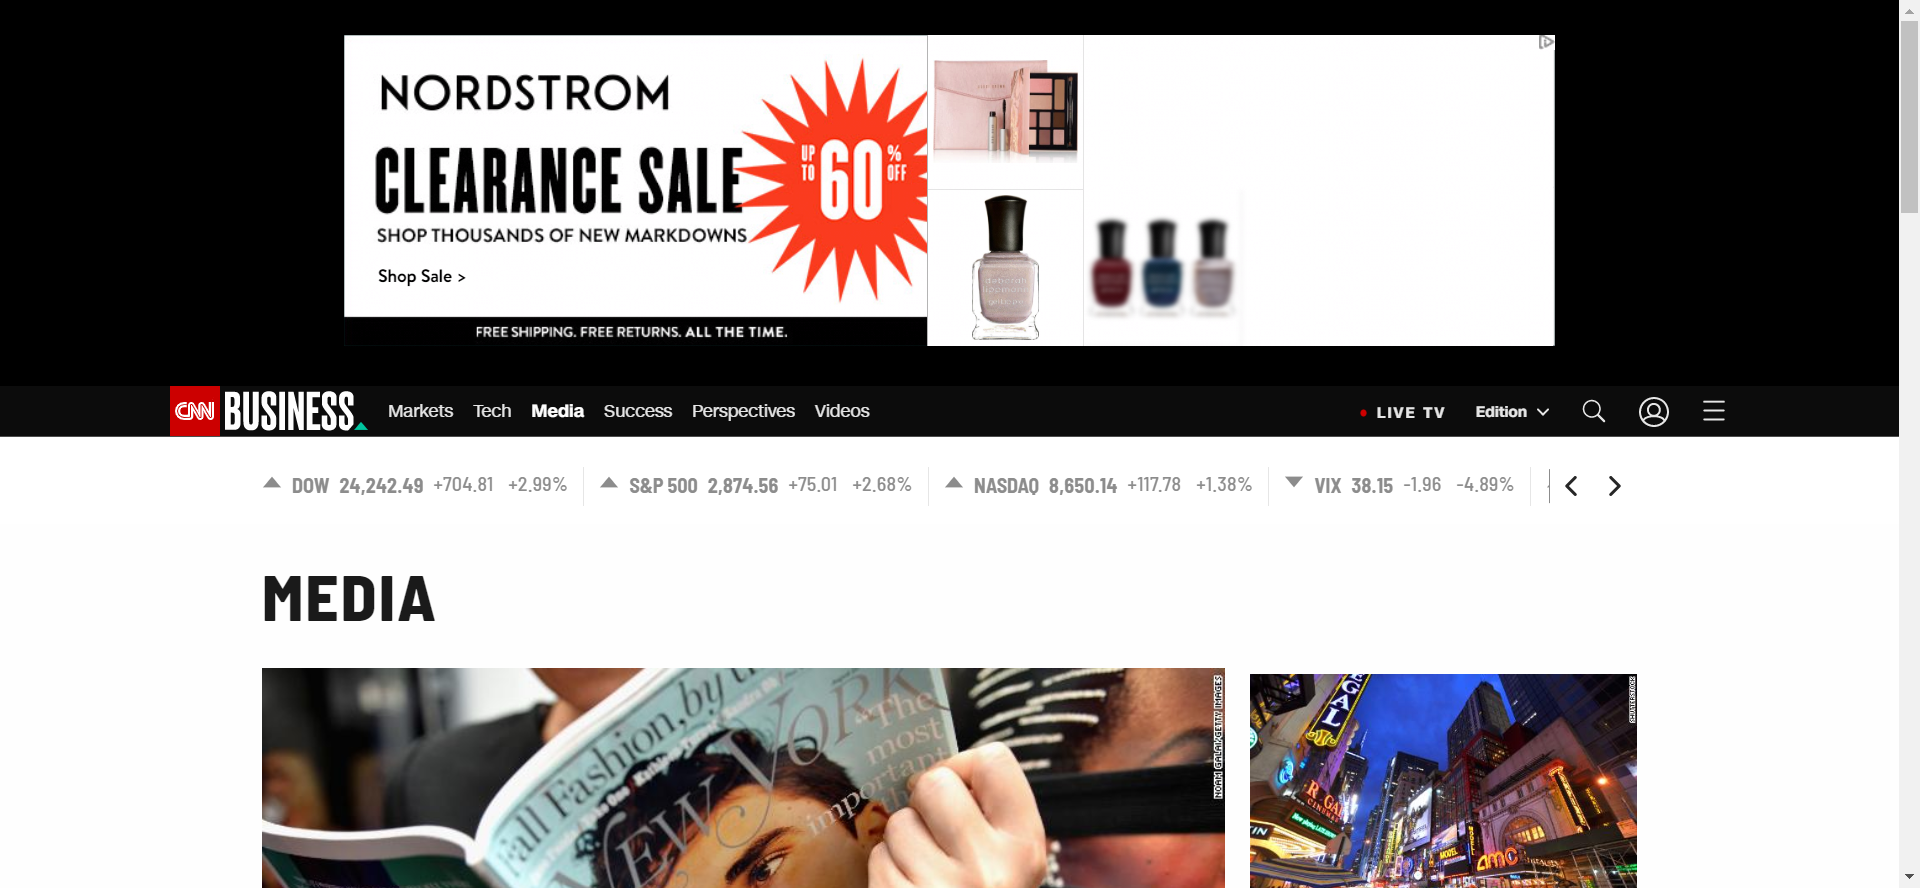 NORDSTROM
CLEARANCE SALE
UP TO 60% OFF
SHOP THOUSANDS OF NEW MARKDOWNS
Shop Sale >
FREE SHIPPING. FREE RETURNS. ALL THE TIME.
CNN BUSINESS Markets Tech Media Success Perspectives Videos LIVE TV Edition
DOW 24,242.49 +704.81 +2.99% S&P 500 2,874.56 +75.01 +2.68% NASDAQ 8,650.14 +117.78 +1.38% VIX 38.15 -1.96 -4.89%
MEDIA
Fall Fashion, by
NEW YORK
"The
most
important
NOAM GALAI/GETTY IMAGES
SHUTTERSTOCK
GAL
CINEMAS
amc